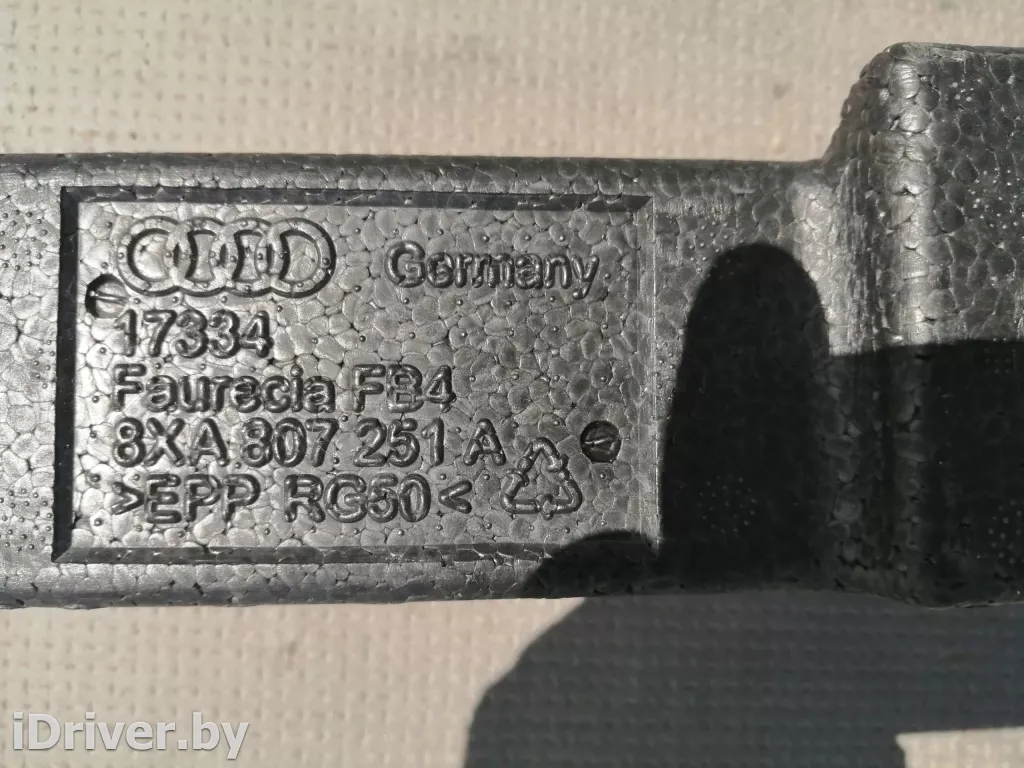 Germany
17334
Faurecia FB4
8XA 807 251 A
>EPP RG50<
iDriver.by